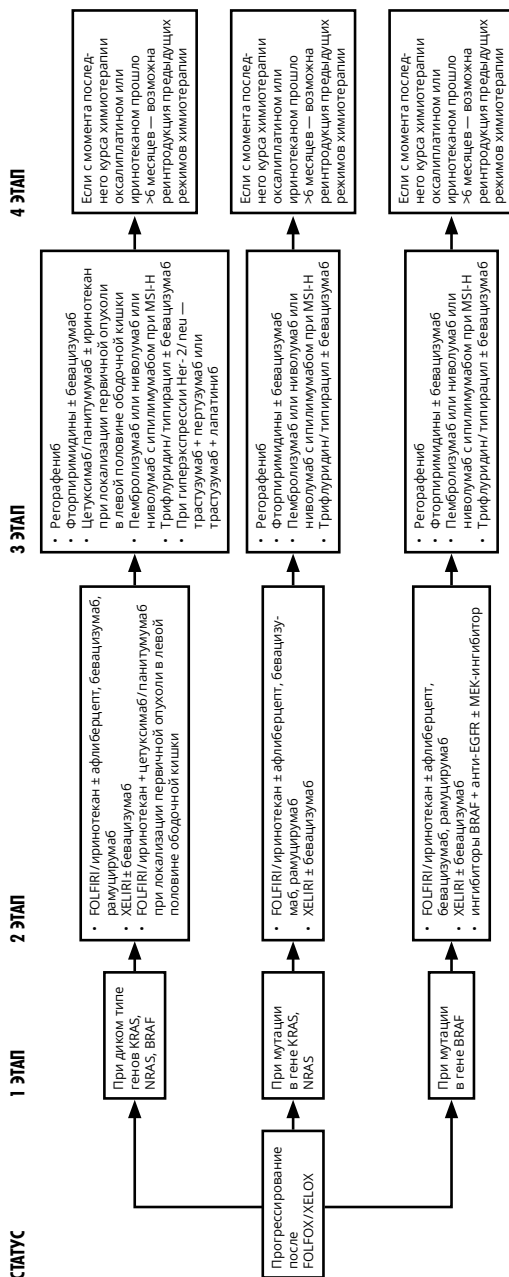 СТАТУС
1 ЭТАП
2 ЭТАП
3 ЭТАП
4 ЭТАП
Прогрессирование
после
FOLFOX/XELOX
При диком типе
генов KRAS,
NRAS, BRAF
• FOLFIRI/иринотекан ± афлиберцепт, бевацизумаб,
рамуцирумаб
• XELIRI ± бевацизумаб
• FOLFIRI/иринотекан + цетуксимаб/панитумумаб
при локализации первичной опухоли в левой
половине ободочной кишки
• Регорафениб
• Фторпиримидины ± бевацизумаб
• Цетуксимаб/панитумумаб ± иринотекан
при локализации первичной опухоли
в левой половине ободочной кишки
• Пембролизумаб или ниволумаб или
ниволумаб с ипилимумабом при MSI-H
• Трифлуридин/типирацил ± бевацизумаб
• При гиперэкспрессии Her-2/neu —
трастузумаб + пертузумаб или
трастузумаб + лапатиниб
Если с момента послед-
него курса химиотерапии
оксалиплатином или
иринотеканом прошло
>6 месяцев — возможна
реинтродукция предыдущих
режимов химиотерапии
При мутации
в гене KRAS,
NRAS
• FOLFIRI/иринотекан ± афлиберцепт, бевацизу-
маб, рамуцирумаб
• XELIRI ± бевацизумаб
• Регорафениб
• Фторпиримидины ± бевацизумаб
• Пембролизумаб или ниволумаб или
ниволумаб с ипилимумабом при MSI-H
• Трифлуридин/типирацил ± бевацизумаб
Если с момента послед-
него курса химиотерапии
оксалиплатином или
иринотеканом прошло
>6 месяцев — возможна
реинтродукция предыдущих
режимов химиотерапии
При мутации
в гене BRAF
• FOLFIRI/иринотекан ± афлиберцепт,
бевацизумаб, рамуцирумаб
• XELIRI ± бевацизумаб
• ингибиторы BRAF + анти-EGFR ± MEK-ингибитор
• Регорафениб
• Фторпиримидины ± бевацизумаб
• Пембролизумаб или ниволумаб или
ниволумаб с ипилимумабом при MSI-H
• Трифлуридин/типирацил ± бевацизумаб
Если с момента послед-
него курса химиотерапии
оксалиплатином или
иринотеканом прошло
>6 месяцев — возможна
реинтродукция предыдущих
режимов химиотерапии